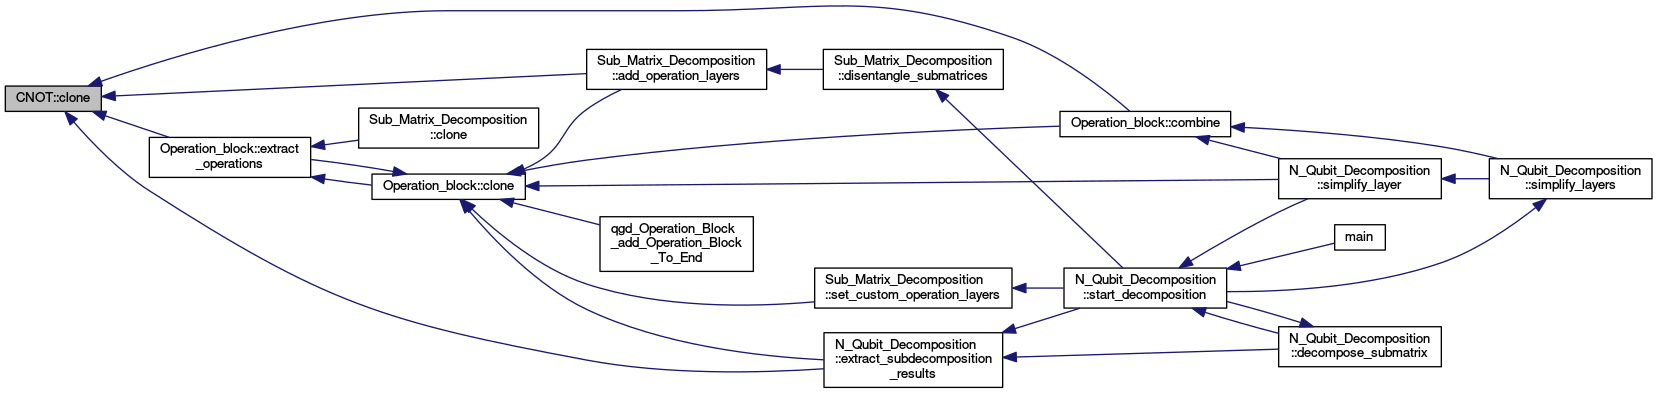 CNOT::clone
Operation_block::extract
_operations
Sub_Matrix_Decomposition
::clone
Operation_block::clone
Sub_Matrix_Decomposition
::add_operation_layers
qgd_Operation_Block
_add_Operation_Block
_To_End
Sub_Matrix_Decomposition
::disentangle_submatrices
Sub_Matrix_Decomposition
::set_custom_operation_layers
N_Qubit_Decomposition
::extract_subdecomposition
_results
Operation_block::combine
N_Qubit_Decomposition
::start_decomposition
N_Qubit_Decomposition
::simplify_layer
main
N_Qubit_Decomposition
::decompose_submatrix
N_Qubit_Decomposition
::simplify_layers